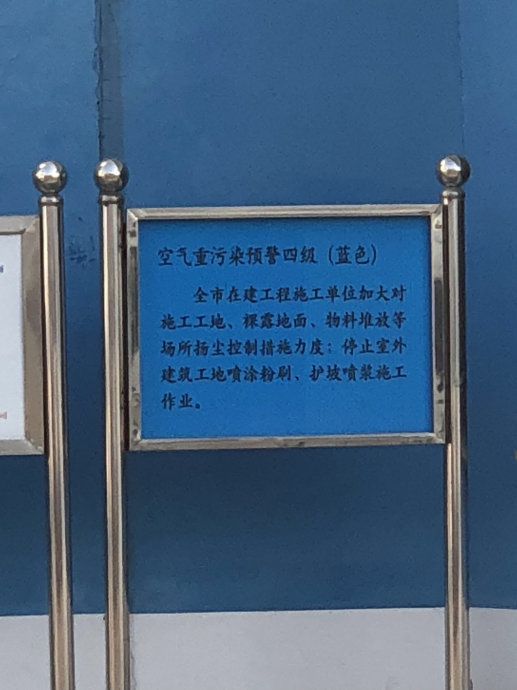 空气重污染预警四级（蓝色）
全市在建工程施工单位加大对
施工工地、裸露地面、物料堆放等
场所扬尘控制措施力度；停止室外
建筑工地喷涂粉刷、护坡喷浆施工
作业。